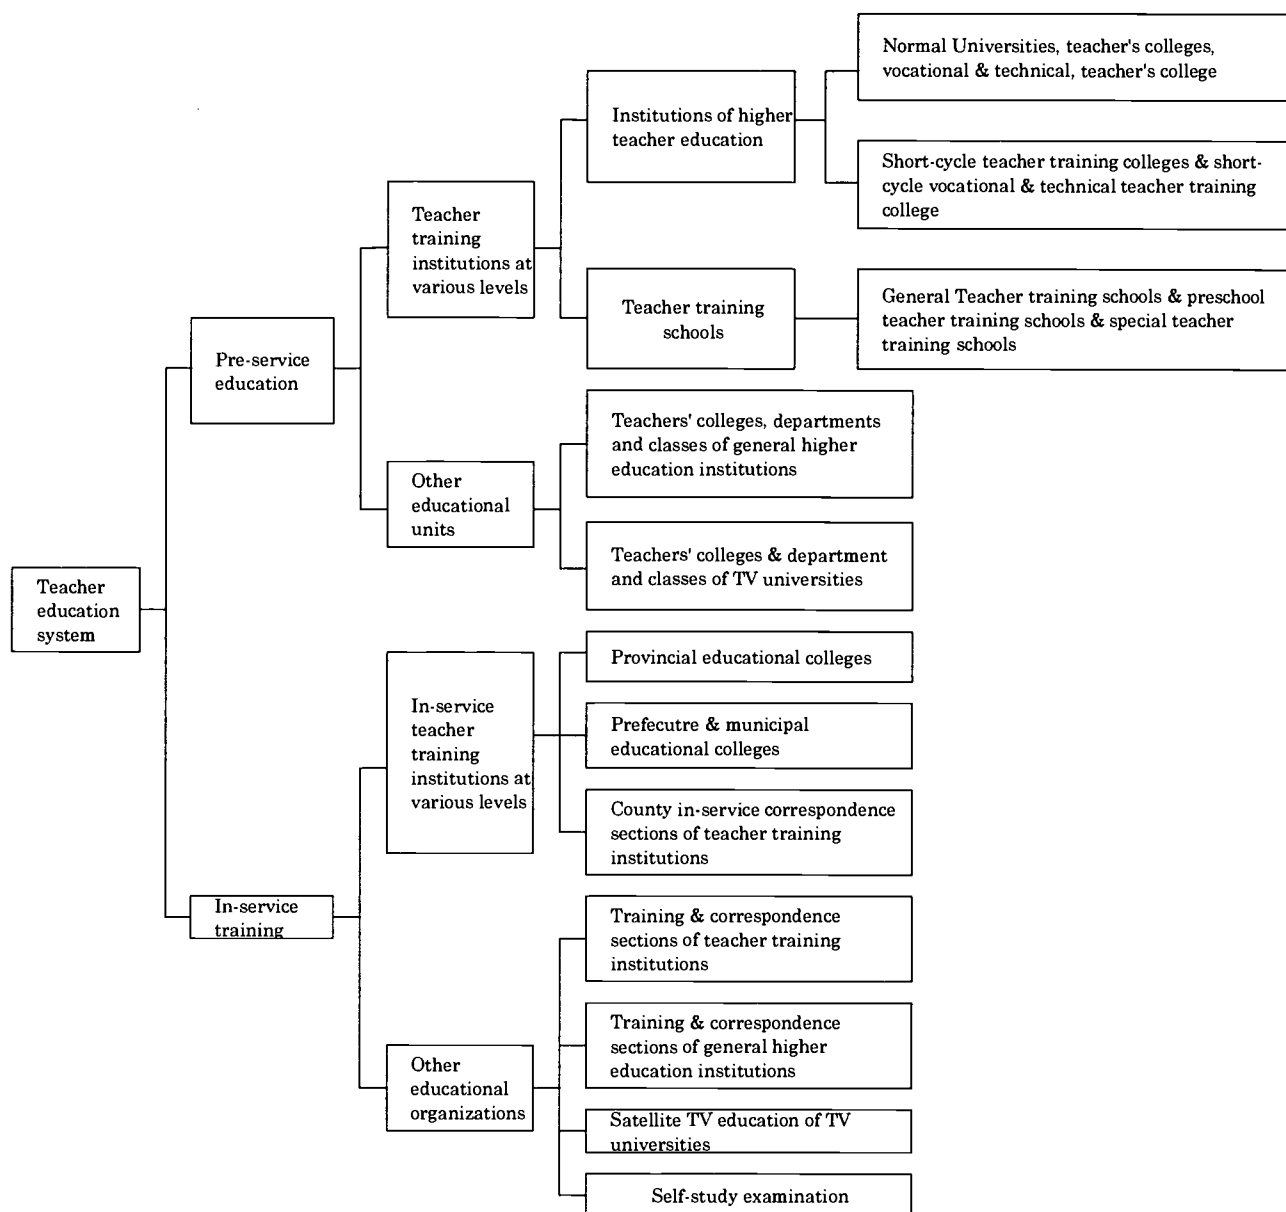 Normal Universities, teacher's colleges,
vocational & technical, teacher's college
Institutions of higher
teacher education
Short-cycle teacher training colleges & short-
cycle vocational & technical teacher training
college
Teacher
training
institutions at
various levels
Teacher training
schools
General Teacher training schools & preschool
teacher training schools & special teacher
training schools
Pre-service
education
Teachers' colleges, departments
and classes of general higher
education institutions
Other
educational
units
Teachers' colleges & department
and classes of TV universities
Teacher
education
system
Provincial educational colleges
In-service
teacher
training
institutions at
various levels
Prefecutre & municipal
educational colleges
County in-service correspondence
sections of teacher training
institutions
In-service
training
Training & correspondence
sections of teacher training
institutions
Training & correspondence
sections of general higher
education institutions
Other
educational
organizations
Satellite TV education of TV
universities
Self-study examination